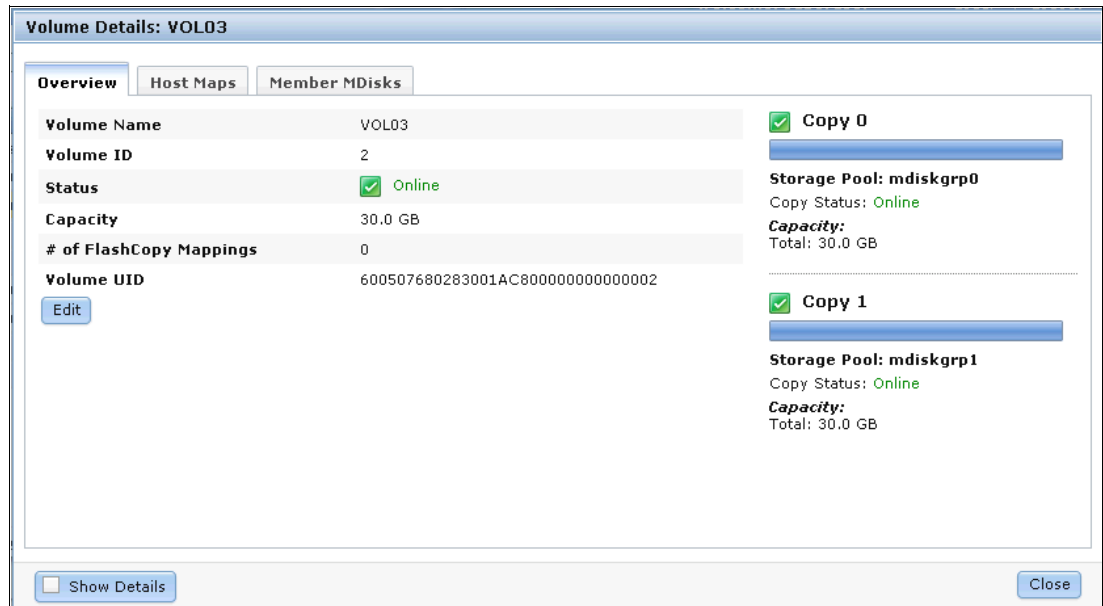 Volume Details: VOL03
Overview
Host Maps
Member MDisks
Volume Name VOL03
Volume ID 2
Status Online
Capacity 30.0 GB
# of FlashCopy Mappings 0
Volume UID 600507680283001AC800000000000002
Edit
Copy 0
Storage Pool: mdiskgrp0
Copy Status: Online
Capacity:
Total: 30.0 GB
Copy 1
Storage Pool: mdiskgrp1
Copy Status: Online
Capacity:
Total: 30.0 GB
Show Details
Close